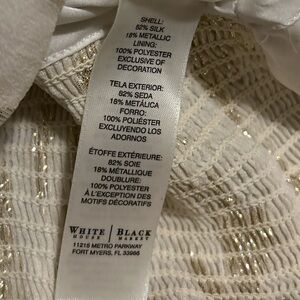 SHELL:
82% SILK
18% METALLIC
LINING:
100% POLYESTER
EXCLUSIVE OF
DECORATION
TELA EXTERIOR:
82% SEDA
18% METÁLICA
FORRO:
100% POLIÉSTER
EXCLUYENDO LOS
ADORNOS
ÉTOFFE EXTÉRIEURE:
82% SOIE
18% MÉTALLIQUE
DOUBLURE:
100% POLYESTER
À L'EXCEPTION DES
MOTIFS DÉCORATIFS
WHITE | BLACK
HOUSE | MARKET
11215 METRO PARKWAY
FORT MYERS, FL 33966